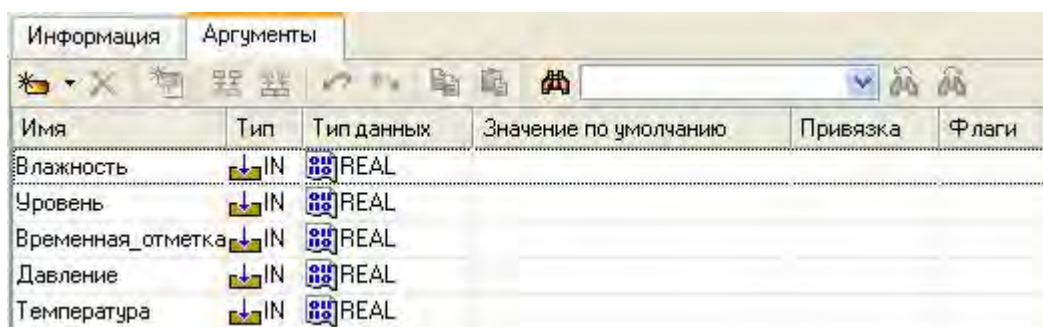 Информация Аргументы
Имя Тип Тип данных Значение по умолчанию Привязка Флаги
Влажность IN REAL
Уровень IN REAL
Временная_отметка IN REAL
Давление IN REAL
Температура IN REAL